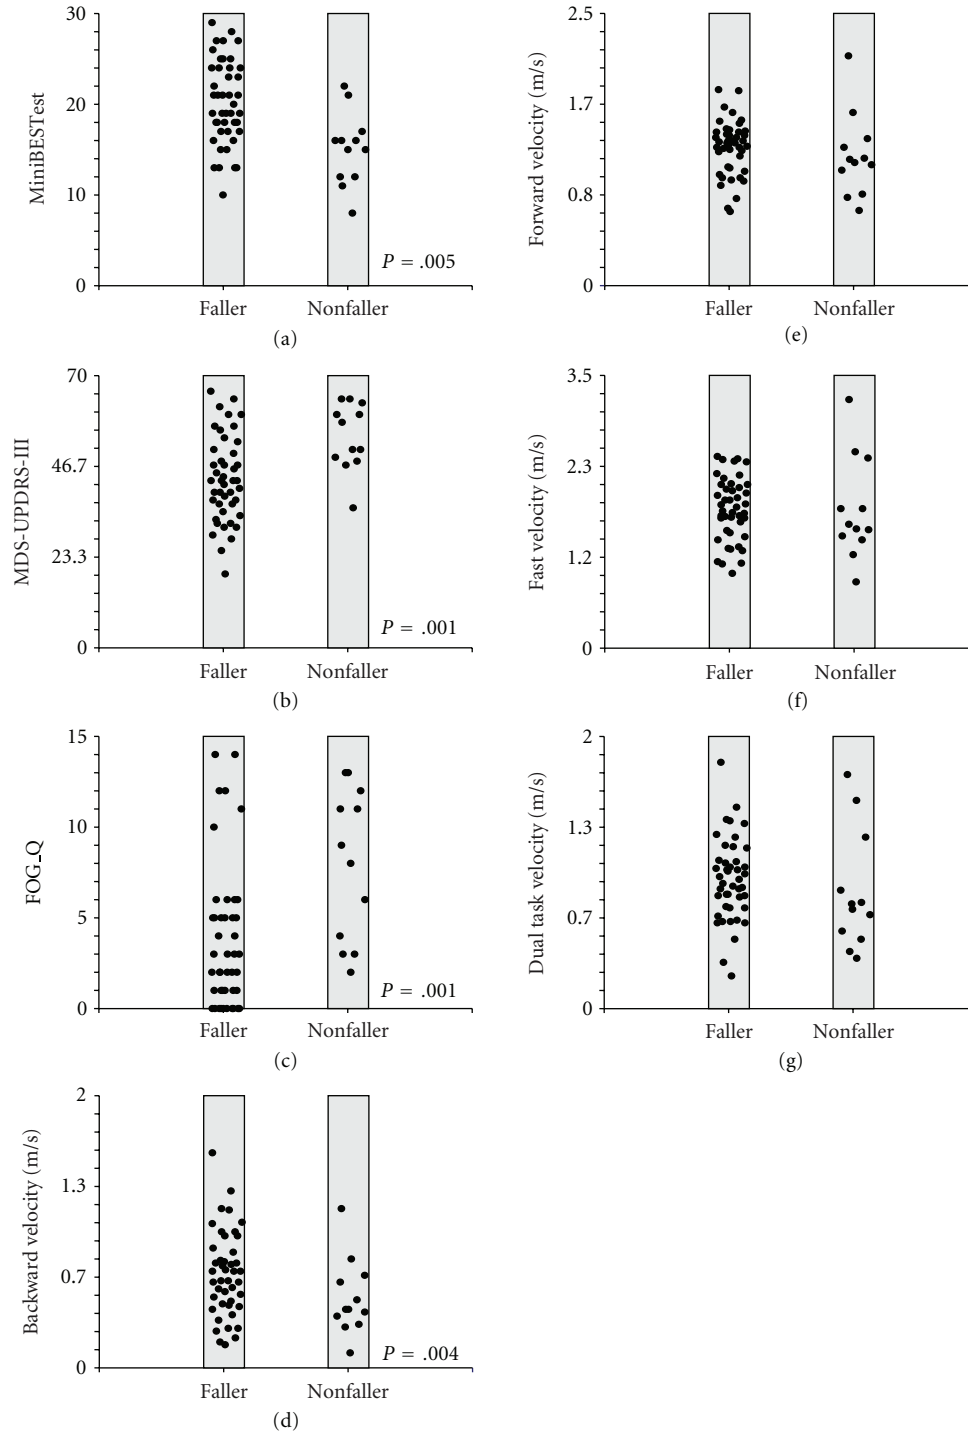 30
20
10
0
MiniBESTest
Faller
Nonfaller
P = .005
(a)
70
46.7
23.3
0
MDS-UPDRS-III
Faller
Nonfaller
P = .001
(b)
15
10
5
0
FOG_Q
Faller
Nonfaller
P = .001
(c)
2
1.3
0.7
0
Backward velocity (m/s)
Faller
Nonfaller
P = .004
(d)
2.5
1.7
0.8
0
Forward velocity (m/s)
Faller
Nonfaller
(e)
3.5
2.3
1.2
0
Fast velocity (m/s)
Faller
Nonfaller
(f)
2
1.3
0.7
0
Dual task velocity (m/s)
Faller
Nonfaller
(g)